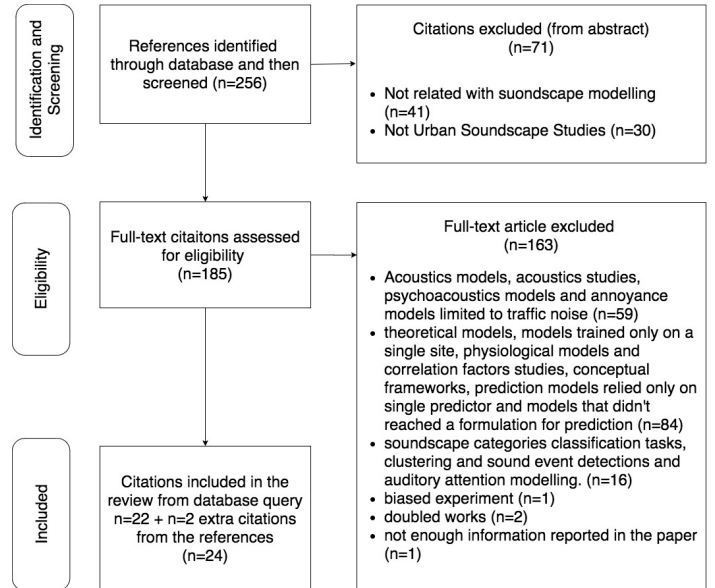 Identification and
Screening
References identified
through database and then
screened (n=256)
Citations excluded (from abstract)
(n=71)
• Not related with suondscape modelling
(n=41)
• Not Urban Soundscape Studies (n=30)
Eligibility
Full-text citaitons assessed
for eligibility
(n=185)
Full-text article excluded
(n=163)
• Acoustics models, acoustics studies,
psychoacoustics models and annoyance
models limited to traffic noise (n=59)
• theoretical models, models trained only on a
single site, physiological models and
correlation factors studies, conceptual
frameworks, prediction models relied only on
single predictor and models that didn't
reached a formulation for prediction (n=84)
• soundscape categories classification tasks,
clustering and sound event detections and
auditory attention modelling. (n=16)
• biased experiment (n=1)
• doubled works (n=2)
• not enough information reported in the paper
(n=1)
Included
Citations included in the
review from database query
n=22 + n=2 extra citations
from the references
(n=24)